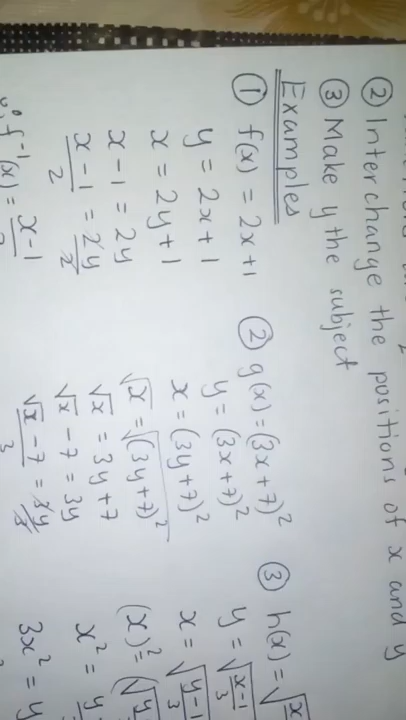 ② Interchange the positions of x and y
③ Make y the subject
Examples
① f(x) = 2x+1
y = 2x+1
x = 2y+1
x-1 = 2y
x-1/2 = 2y/2
f⁻¹(x) = x-1
② g(x) = (3x+7)²
y = (3x+7)²
x = (3y+7)²
√x = √(3y+7)²
√x = 3y+7
√x - 7 = 3y
√x - 7/3 = 3y/3
③ h(x) = √x
y = √x-1/3
x = √y-1/3
(x)² = (√y
x² = y
3x² = y